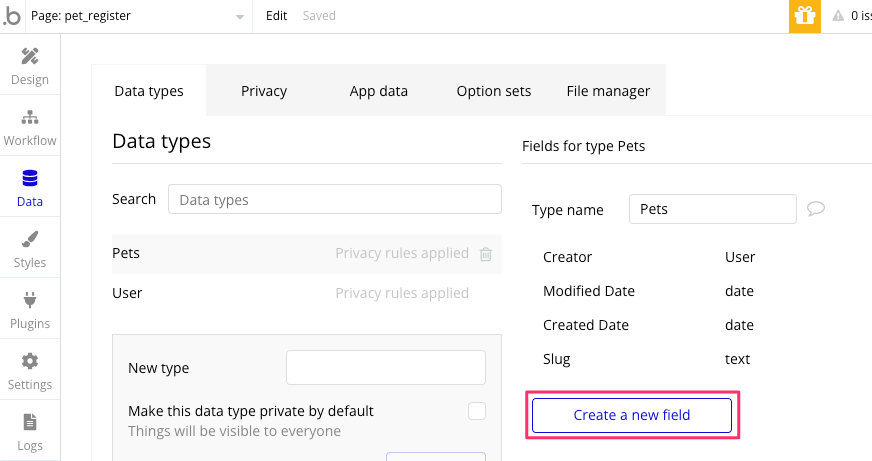 .b Page: pet_register Edit Saved 0 iss
Design
Workflow
Data
Styles
Plugins
Settings
Logs
Data types Privacy App data Option sets File manager
Data types
Search Data types
Pets Privacy rules applied
User Privacy rules applied
New type
Make this data type private by default
Things will be visible to everyone
Fields for type Pets
Type name Pets
Creator User
Modified Date date
Created Date date
Slug text
Create a new field